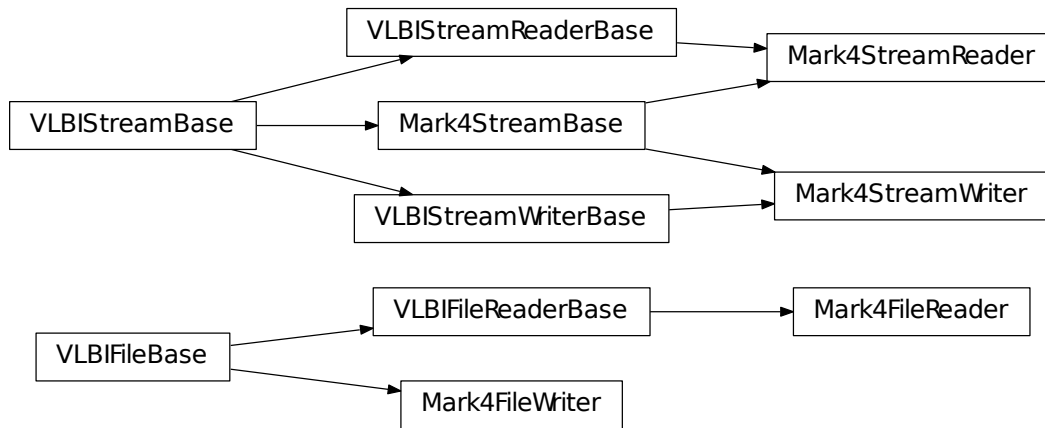 VLBIStreamReaderBase
Mark4StreamReader
VLBIStreamBase
Mark4StreamBase
Mark4StreamWriter
VLBIStreamWriterBase
VLBIFileReaderBase
Mark4FileReader
VLBIFileBase
Mark4FileWriter